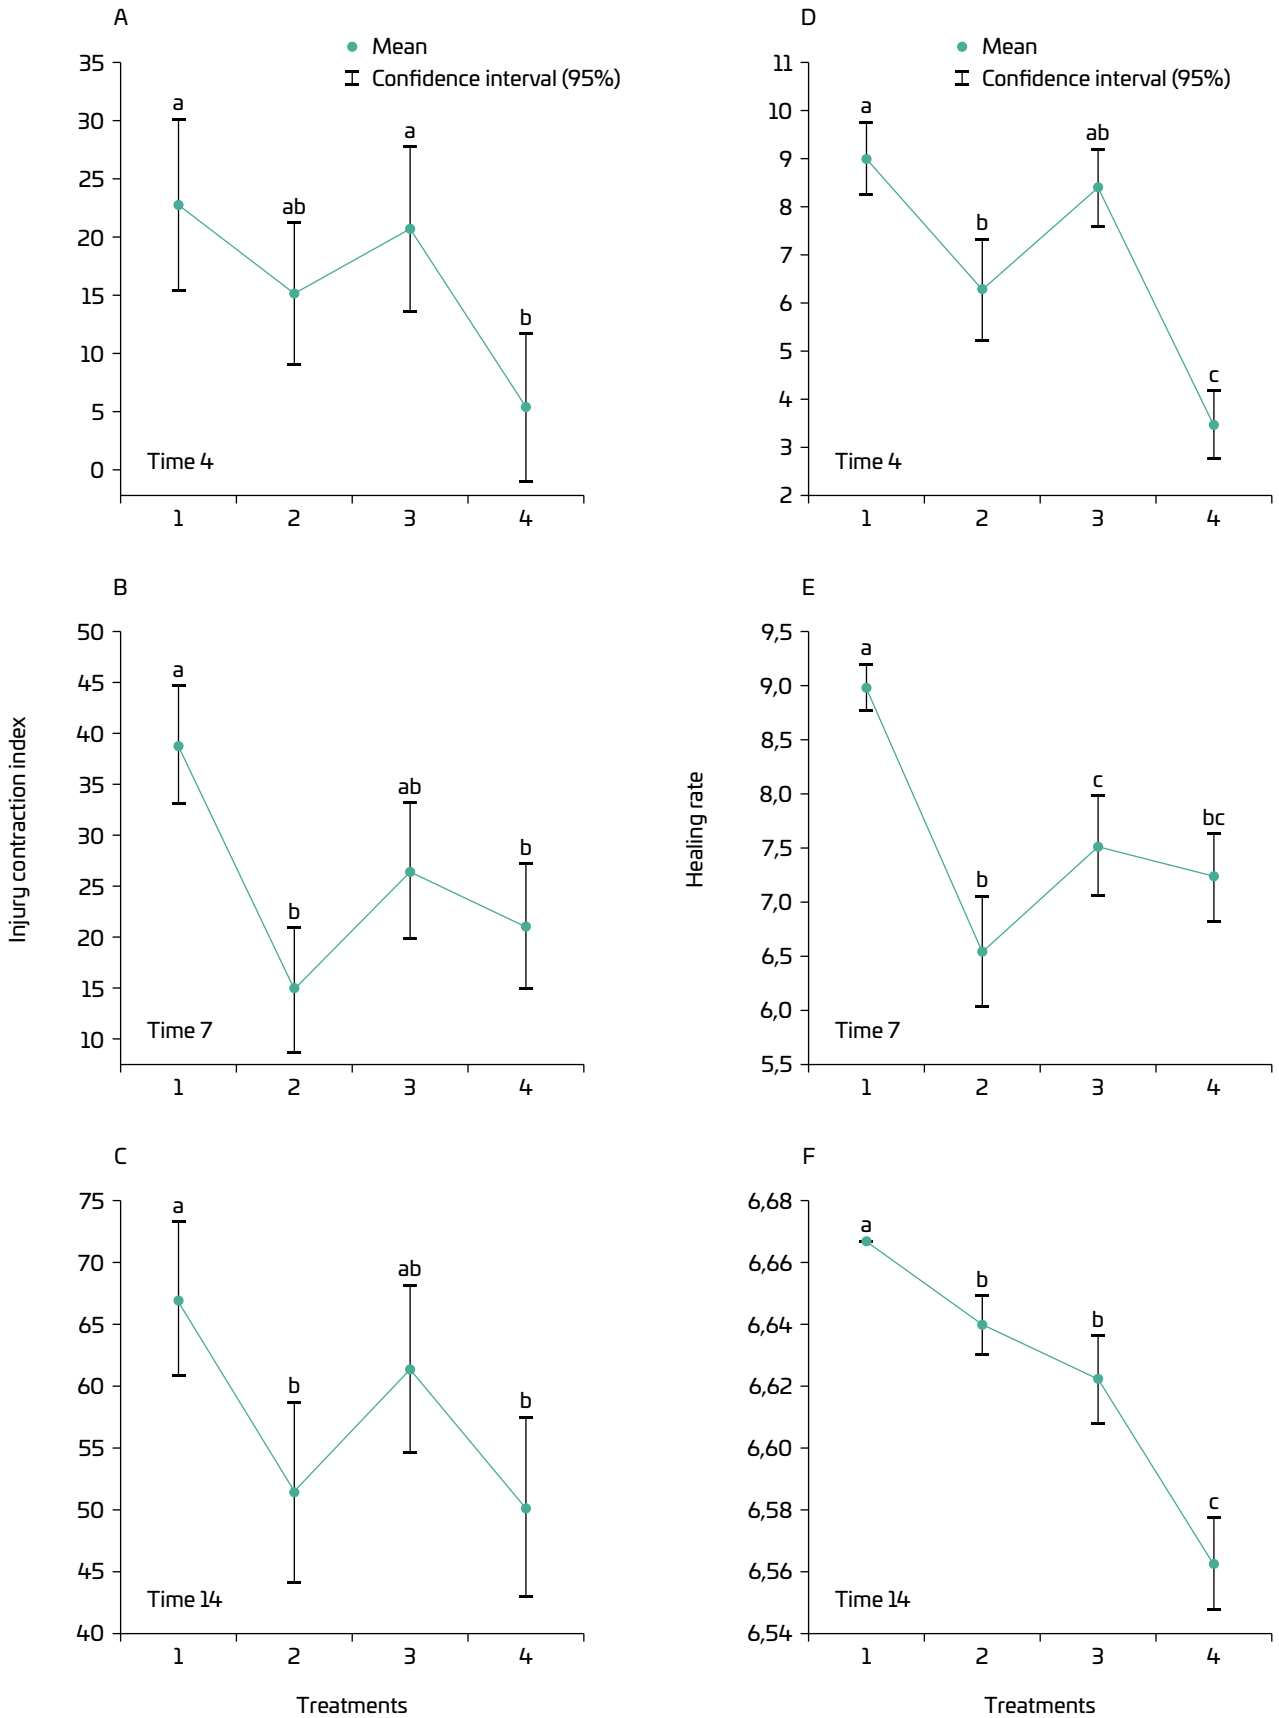 A
Mean
Confidence interval (95%)
35
30
25
20
15
10
5
0
a
ab
a
b
Time 4
1 2 3 4
D
Mean
Confidence interval (95%)
11
10
9
8
7
6
5
4
3
2
a
b
ab
c
Time 4
1 2 3 4
Injury contraction index
B
50
45
40
35
30
25
20
15
10
a
b
ab
b
Time 7
1 2 3 4
Healing rate
E
9,5
9,0
8,5
8,0
7,5
7,0
6,5
6,0
5,5
a
b
c
bc
Time 7
1 2 3 4
C
75
70
65
60
55
50
45
40
a
b
ab
b
Time 14
1 2 3 4
Treatments
F
6,68
6,66
6,64
6,62
6,60
6,58
6,56
6,54
a
b
b
c
Time 14
1 2 3 4
Treatments